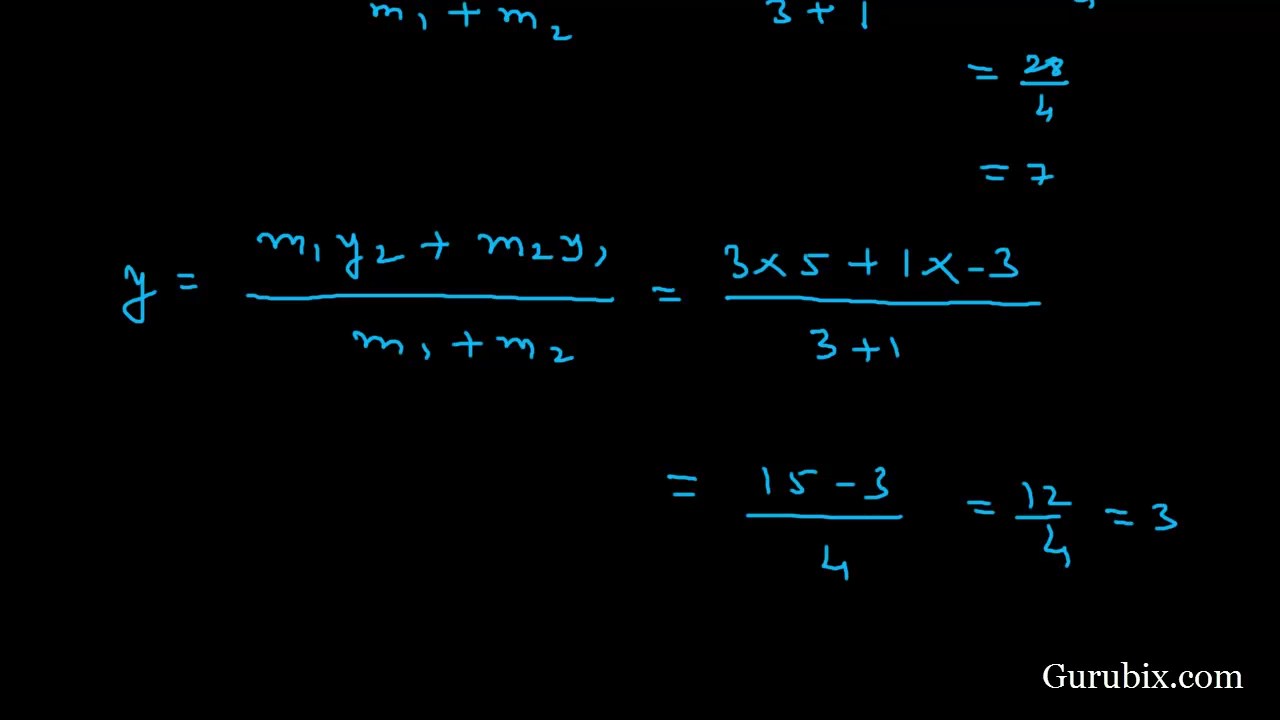 m₁ + m₂ 3 + 1
= 28/4
= 7
y = (m₁y₂ + m₂y₁)/(m₁ + m₂) = (3 × 5 + 1 × -3)/(3 + 1)
= (15 - 3)/4 = 12/4 = 3
Gurubix.com